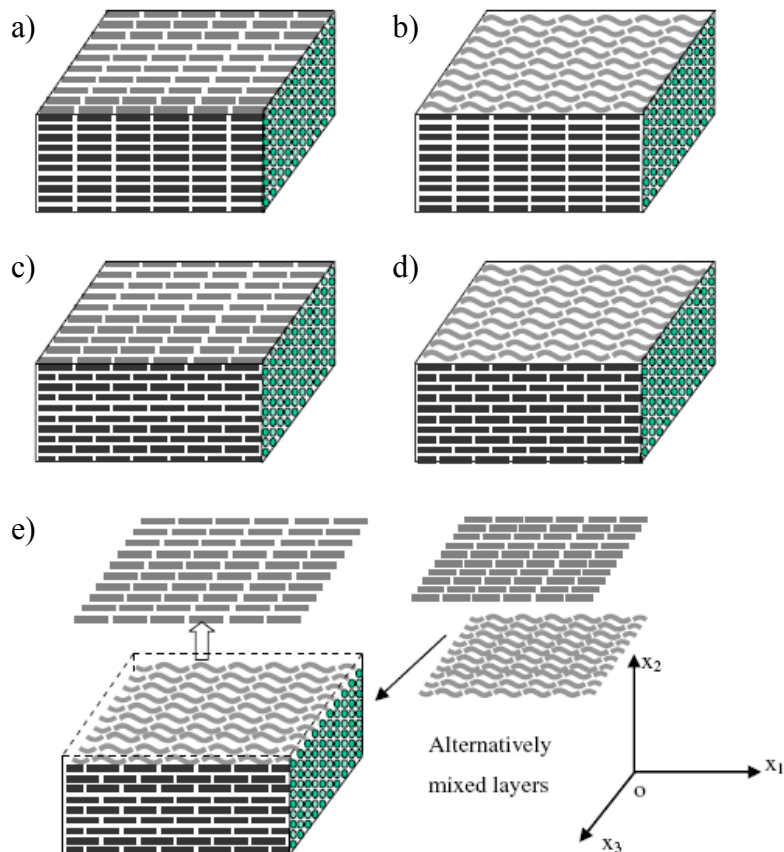 a)
b)
c)
d)
e)
x2
Alternatively
mixed layers
o
x1
x3